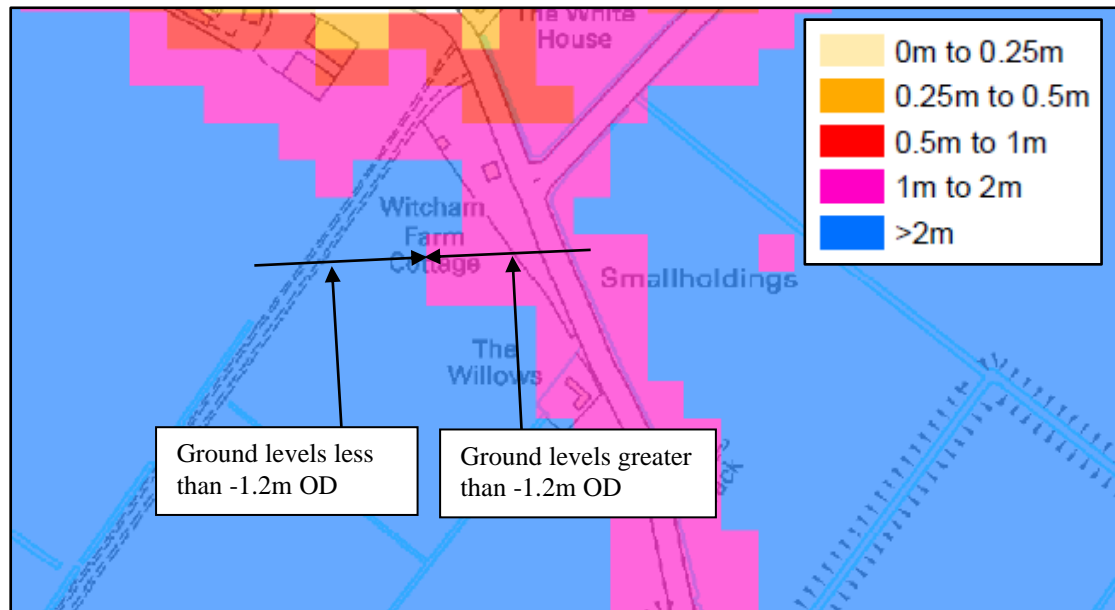 The White
House
0m to 0.25m
0.25m to 0.5m
0.5m to 1m
1m to 2m
>2m
Witcham
Farm
Cottage
Smallholdings
The
Willows
Ground levels less
than -1.2m OD
Ground levels greater
than -1.2m OD